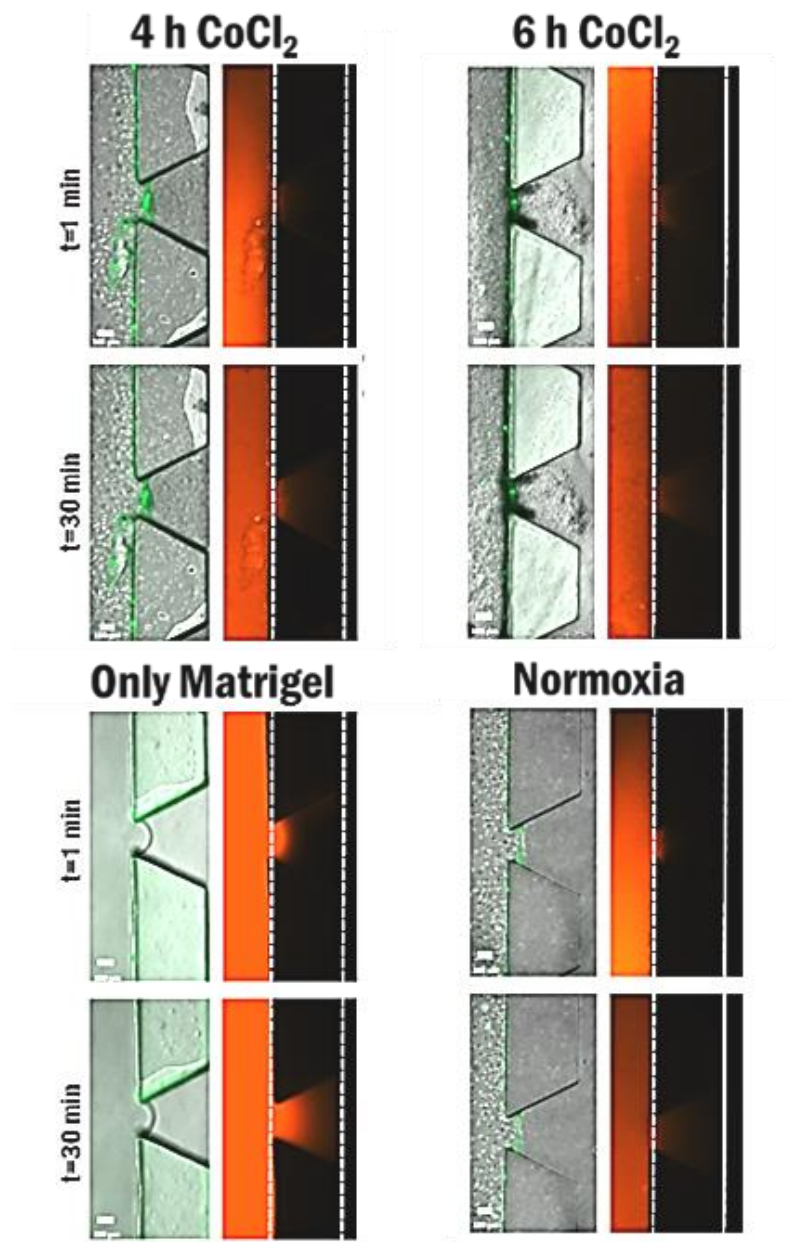 4 h CoCl₂
6 h CoCl₂
t=1 min
t=30 min
Only Matrigel
Normoxia
t=1 min
t=30 min